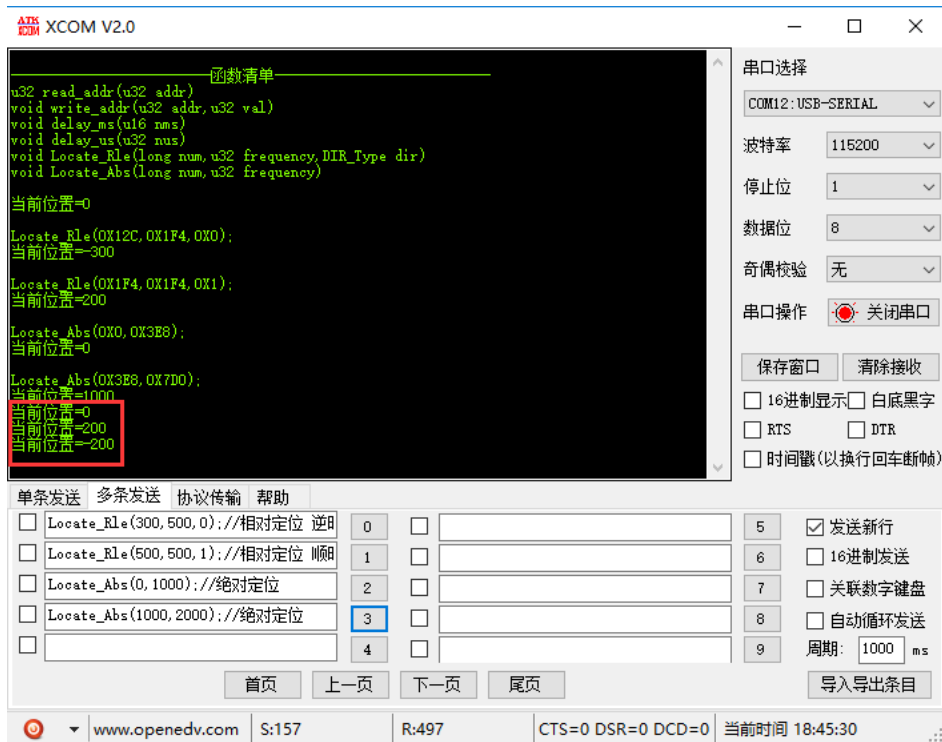 ATK XCOM XCOM V2.0
函数清单
u32 read_addr(u32 addr)
void write_addr(u32 addr,u32 val)
void delay_ms(u16 nms)
void delay_us(u32 nus)
void Locate_Rle(long num,u32 frequency,DIR_Type dir)
void Locate_Abs(long num,u32 frequency)
当前位置=0
Locate_Rle(0X12C,0X1F4,0X0);
当前位置=-300
Locate_Rle(0X1F4,0X1F4,0X1);
当前位置=200
Locate_Abs(0X0,0X3E8);
当前位置=0
Locate_Abs(0X3E8,0X7D0);
当前位置=1000
当前位置=0
当前位置=200
当前位置=-200
串口选择
COM12:USB-SERIAL
波特率 115200
停止位 1
数据位 8
奇偶校验 无
串口操作 关闭串口
保存窗口 清除接收
16进制显示 白底黑字
RTS DTR
时间戳(以换行回车断帧)
单条发送 多条发送 协议传输 帮助
Locate_Rle(300,500,0);//相对定位 逆时 0 5 发送新行
Locate_Rle(500,500,1);//相对定位 顺时 1 6 16进制发送
Locate_Abs(0,1000);//绝对定位 2 7 关联数字键盘
Locate_Abs(1000,2000);//绝对定位 3 8 自动循环发送
4 9 周期: 1000 ms
首页 上一页 下一页 尾页 导入导出条目
www.openedv.com S:157 R:497 CTS=0 DSR=0 DCD=0 当前时间 18:45:30